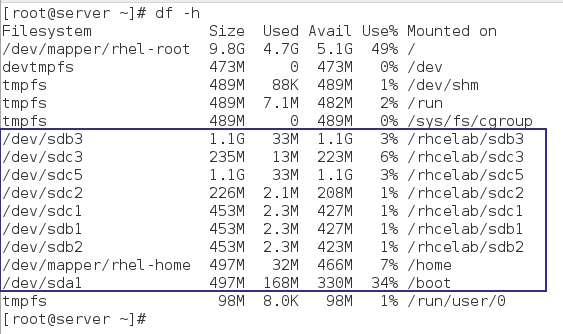 [root@server ~]# df -h
Filesystem Size Used Avail Use% Mounted on
/dev/mapper/rhel-root 9.8G 4.7G 5.1G 49% /
devtmpfs 473M 0 473M 0% /dev
tmpfs 489M 88K 489M 1% /dev/shm
tmpfs 489M 7.1M 482M 2% /run
tmpfs 489M 0 489M 0% /sys/fs/cgroup
/dev/sdb3 1.1G 33M 1.1G 3% /rhcelab/sdb3
/dev/sdc3 235M 13M 223M 6% /rhcelab/sdc3
/dev/sdc5 1.1G 33M 1.1G 3% /rhcelab/sdc5
/dev/sdc2 226M 2.1M 208M 1% /rhcelab/sdc2
/dev/sdc1 453M 2.3M 427M 1% /rhcelab/sdc1
/dev/sdb1 453M 2.3M 427M 1% /rhcelab/sdb1
/dev/sdb2 453M 2.3M 423M 1% /rhcelab/sdb2
/dev/mapper/rhel-home 497M 32M 466M 7% /home
/dev/sda1 497M 168M 330M 34% /boot
tmpfs 98M 8.0K 98M 1% /run/user/0
[root@server ~]#